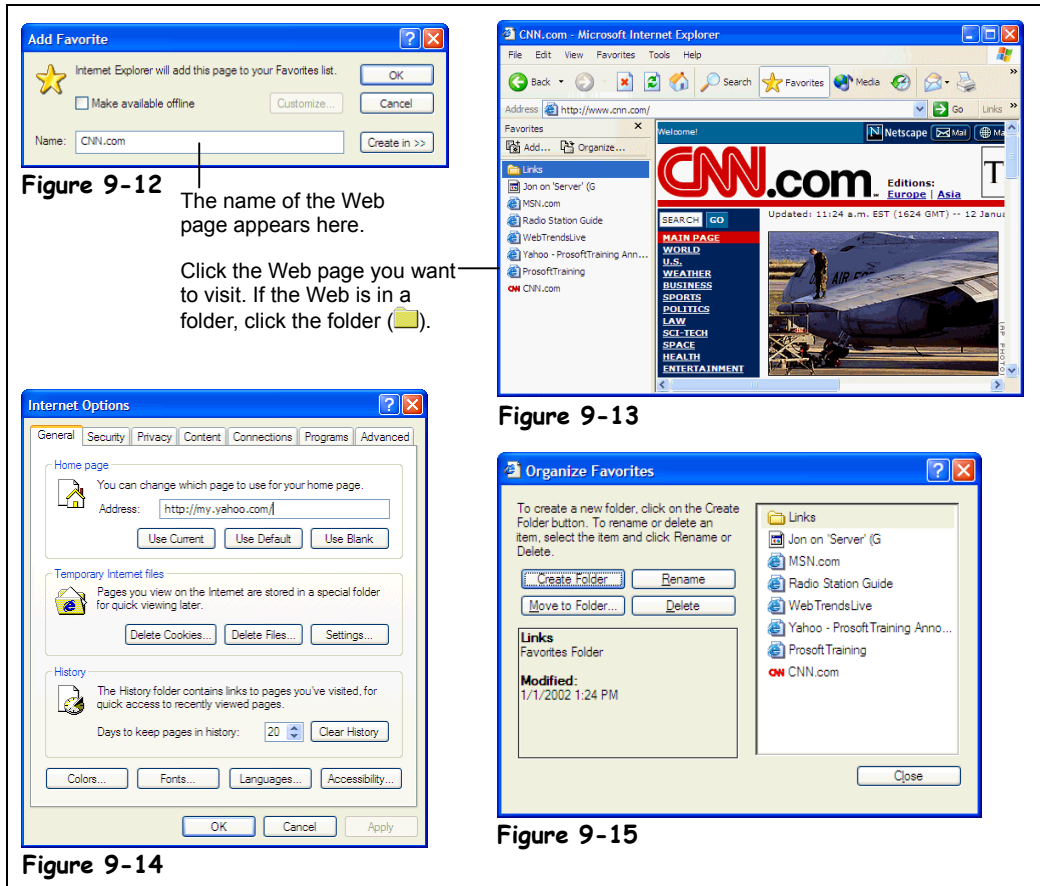 Add Favorite
Internet Explorer will add this page to your Favorites list.
OK
Make available offline
Customize...
Cancel
Name:
CNN.com
Create in >>
Figure 9-12
The name of the Web
page appears here.
Click the Web page you want
to visit. If the Web is in a
folder, click the folder ( ).
CNN.com - Microsoft Internet Explorer
File Edit View Favorites Tools Help
Back Search Favorites Media
Address http://www.cnn.com/ Go Links
Favorites
Add... Organize...
Links
Jon on 'Server' (G
MSN.com
Radio Station Guide
WebTrendsLive
Yahoo - ProsoftTraining Ann...
ProsoftTraining
CNN CNN.com
Welcome!
N Netscape Mail Ma
CNN.com
Editions:
Europe | Asia
T
SEARCH GO
Updated: 11:24 a.m. EST (1624 GMT) -- 12 Janua
MAIN PAGE
WORLD
U.S.
WEATHER
BUSINESS
SPORTS
POLITICS
LAW
SCI-TECH
SPACE
HEALTH
ENTERTAINMENT
AIR FORCE
(AP PHOTO)
Figure 9-13
Internet Options
General Security Privacy Content Connections Programs Advanced
Home page
You can change which page to use for your home page.
Address: http://my.yahoo.com/
Use Current Use Default Use Blank
Temporary Internet files
Pages you view on the Internet are stored in a special folder
for quick viewing later.
Delete Cookies... Delete Files... Settings...
History
The History folder contains links to pages you've visited, for
quick access to recently viewed pages.
Days to keep pages in history: 20 Clear History
Colors... Fonts... Languages... Accessibility...
OK Cancel Apply
Figure 9-14
Organize Favorites
To create a new folder, click on the Create
Folder button. To rename or delete an
item, select the item and click Rename or
Delete.
Create Folder Rename
Move to Folder... Delete
Links
Favorites Folder
Modified:
1/1/2002 1:24 PM
Links
Jon on 'Server' (G
MSN.com
Radio Station Guide
WebTrendsLive
Yahoo - ProsoftTraining Anno...
ProsoftTraining
CNN CNN.com
Close
Figure 9-15